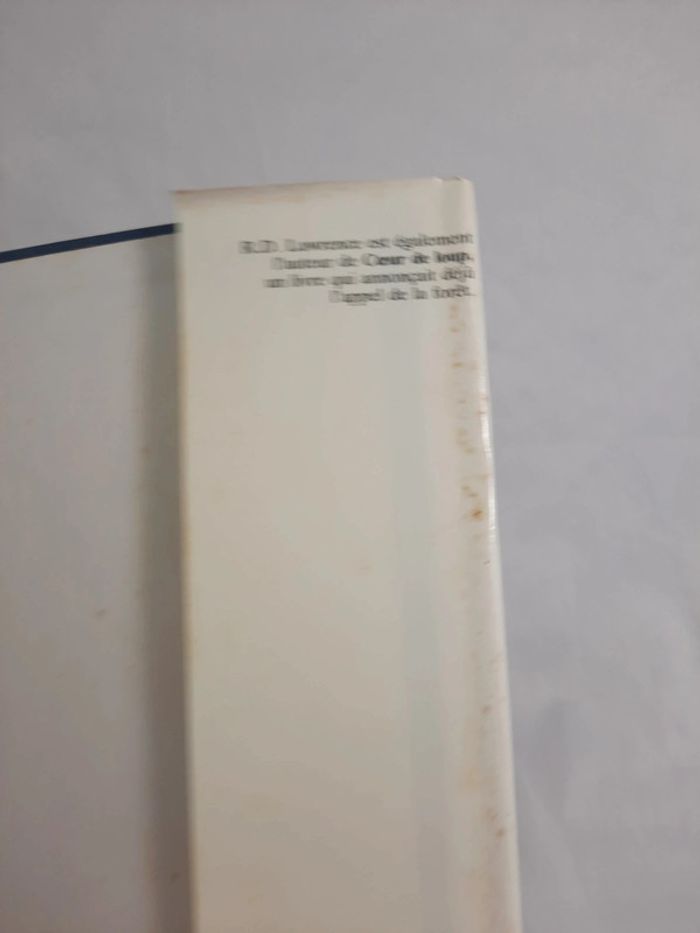 R.D. Lawrence est également
l'auteur de Cœur de loup,
un livre qui annonçait déjà
l'appel de la forêt.